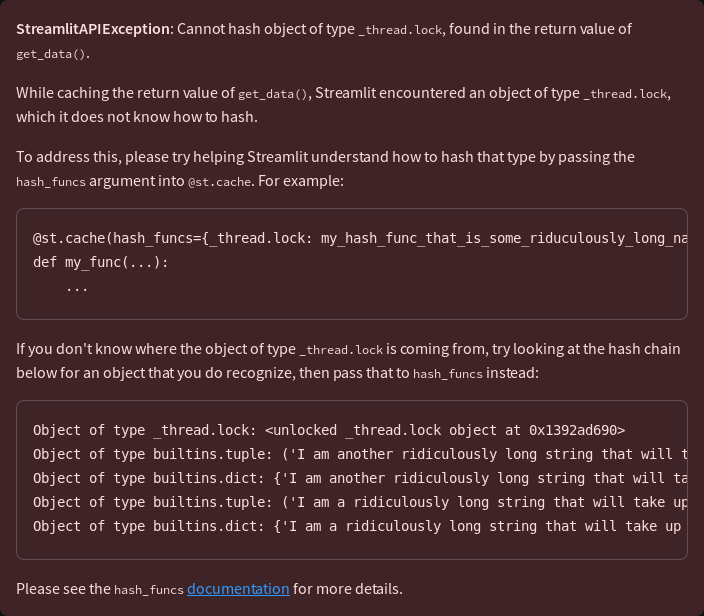 StreamlitAPIException: Cannot hash object of type _thread.lock, found in the return value of
get_data().
While caching the return value of get_data(), Streamlit encountered an object of type _thread.lock,
which it does not know how to hash.
To address this, please try helping Streamlit understand how to hash that type by passing the
hash_funcs argument into @st.cache. For example:
@st.cache(hash_funcs={_thread.lock: my_hash_func_that_is_some_riduculously_long_na
def my_func(...):
    ...
If you don't know where the object of type _thread.lock is coming from, try looking at the hash chain
below for an object that you do recognize, then pass that to hash_funcs instead:
Object of type _thread.lock: <unlocked _thread.lock object at 0x1392ad690>
Object of type builtins.tuple: ('I am another ridiculously long string that will t
Object of type builtins.dict: {'I am another ridiculously long string that will ta
Object of type builtins.tuple: ('I am a ridiculously long string that will take up
Object of type builtins.dict: {'I am a ridiculously long string that will take up
Please see the hash_funcs documentation for more details.